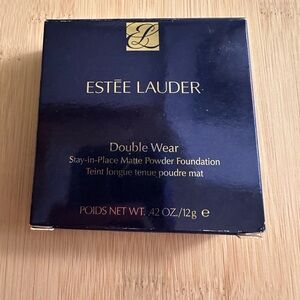 ESTĒE LAUDER
Double Wear
Stay-in-Place Matte Powder Foundation
Teint longue tenue poudre mat
POIDS NET WT. .42 OZ./12g e